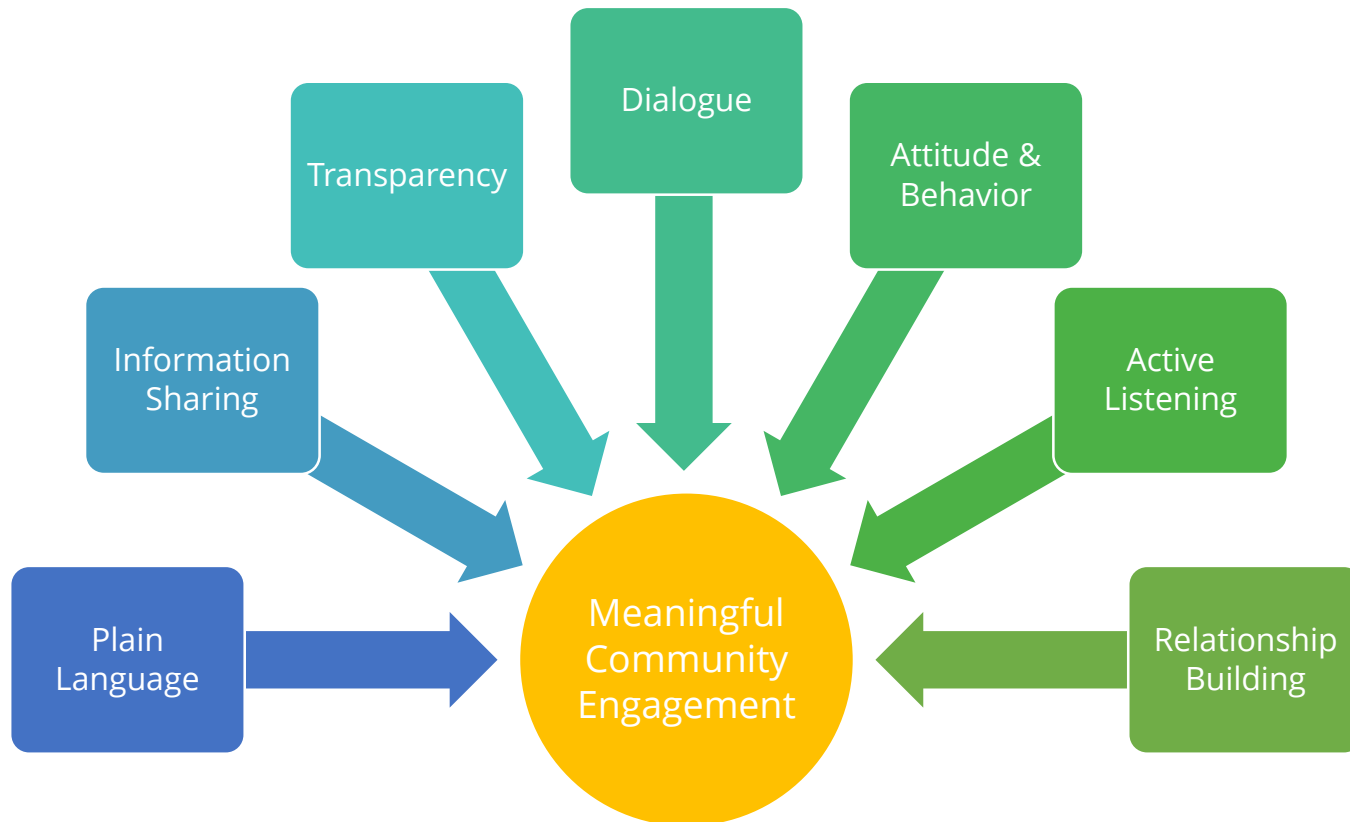 Dialogue
Transparency
Attitude &
Behavior
Information
Sharing
Active
Listening
Plain
Language
Meaningful
Community
Engagement
Relationship
Building